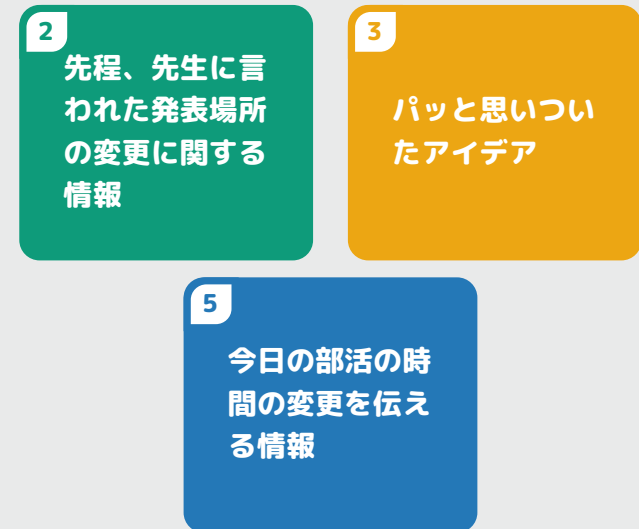 2
先程、先生に言
われた発表場所
の変更に関する
情報
3
パッと思いつい
たアイデア
5
今日の部活の時
間の変更を伝え
る情報